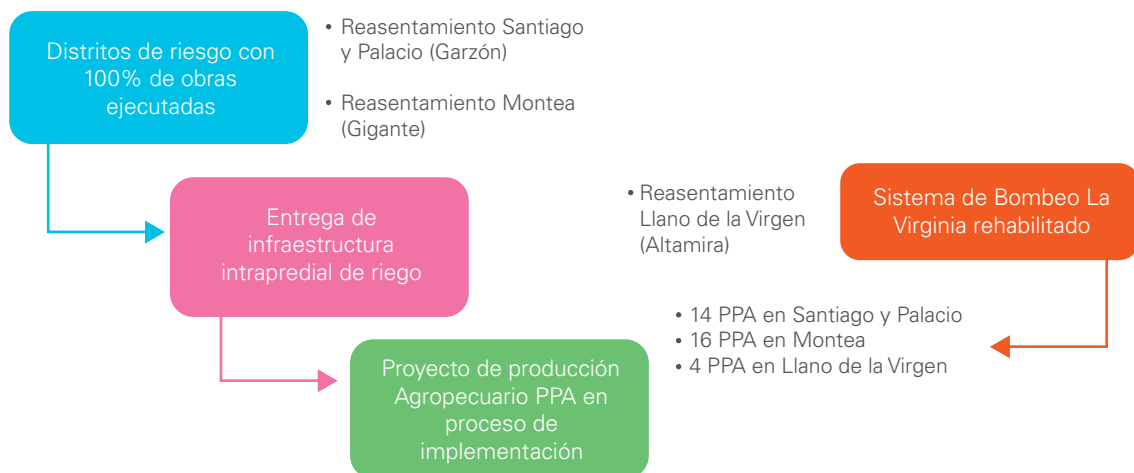 Distritos de riesgo con
100% de obras
ejecutadas
• Reasentamiento Santiago
y Palacio (Garzón)
• Reasentamiento Montea
(Gigante)
Entrega de
infraestructura
intrapredial de riego
• Reasentamiento
Llano de la Virgen
(Altamira)
Sistema de Bombeo La
Virginia rehabilitado
• 14 PPA en Santiago y Palacio
• 16 PPA en Montea
• 4 PPA en Llano de la Virgen
Proyecto de producción
Agropecuario PPA en
proceso de
implementación